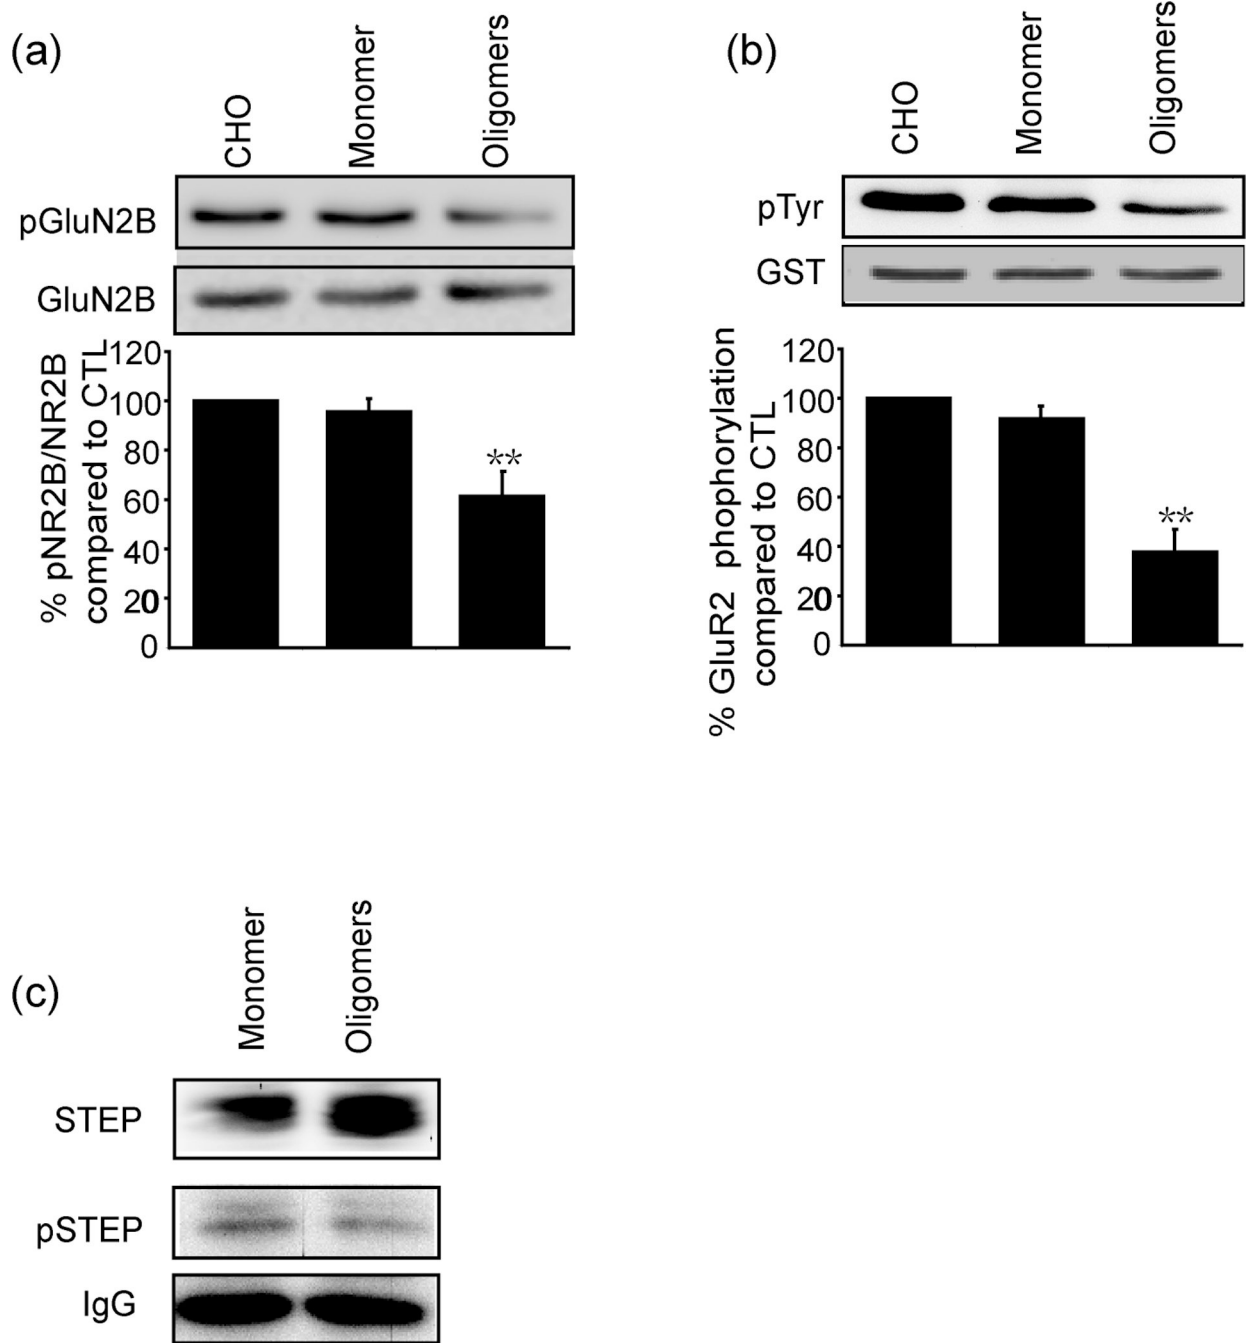 (a)
CHO
Monomer
Oligomers
pGluN2B
GluN2B
% pNR2B/NR2B
compared to CTL
120
100
80
60
40
20
0
**
(b)
CHO
Monomer
Oligomers
pTyr
GST
% GluR2 phophorylation
compared to CTL
120
100
80
60
40
20
0
**
(c)
Monomer
Oligomers
STEP
pSTEP
IgG